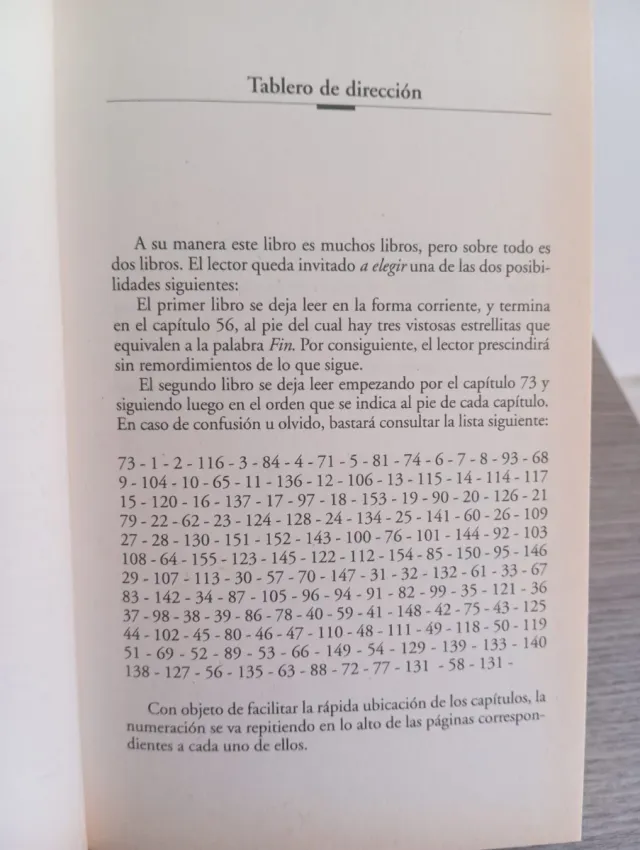 Tablero de dirección
A su manera este libro es muchos libros, pero sobre todo es
dos libros. El lector queda invitado a elegir una de las dos posibi-
lidades siguientes:
El primer libro se deja leer en la forma corriente, y termina
en el capítulo 56, al pie del cual hay tres vistosas estrellitas que
equivalen a la palabra Fin. Por consiguiente, el lector prescindirá
sin remordimientos de lo que sigue.
El segundo libro se deja leer empezando por el capítulo 73 y
siguiendo luego en el orden que se indica al pie de cada capítulo.
En caso de confusión u olvido, bastará consultar la lista siguiente:
73 - 1 - 2 - 116 - 3 - 84 - 4 - 71 - 5 - 81 - 74 - 6 - 7 - 8 - 93 - 68
9 - 104 - 10 - 65 - 11 - 136 - 12 - 106 - 13 - 115 - 14 - 114 - 117
15 - 120 - 16 - 137 - 17 - 97 - 18 - 153 - 19 - 90 - 20 - 126 - 21
79 - 22 - 62 - 23 - 124 - 128 - 24 - 134 - 25 - 141 - 60 - 26 - 109
27 - 28 - 130 - 151 - 152 - 143 - 100 - 76 - 101 - 144 - 92 - 103
108 - 64 - 155 - 123 - 145 - 122 - 112 - 154 - 85 - 150 - 95 - 146
29 - 107 - 113 - 30 - 57 - 70 - 147 - 31 - 32 - 132 - 61 - 33 - 67
83 - 142 - 34 - 87 - 105 - 96 - 94 - 91 - 82 - 99 - 35 - 121 - 36
37 - 98 - 38 - 39 - 86 - 78 - 40 - 59 - 41 - 148 - 42 - 75 - 43 - 125
44 - 102 - 45 - 80 - 46 - 47 - 110 - 48 - 111 - 49 - 118 - 50 - 119
51 - 69 - 52 - 89 - 53 - 66 - 149 - 54 - 129 - 139 - 133 - 140
138 - 127 - 56 - 135 - 63 - 88 - 72 - 77 - 131 - 58 - 131 -
Con objeto de facilitar la rápida ubicación de los capítulos, la
numeración se va repitiendo en lo alto de las páginas correspon-
dientes a cada uno de ellos.